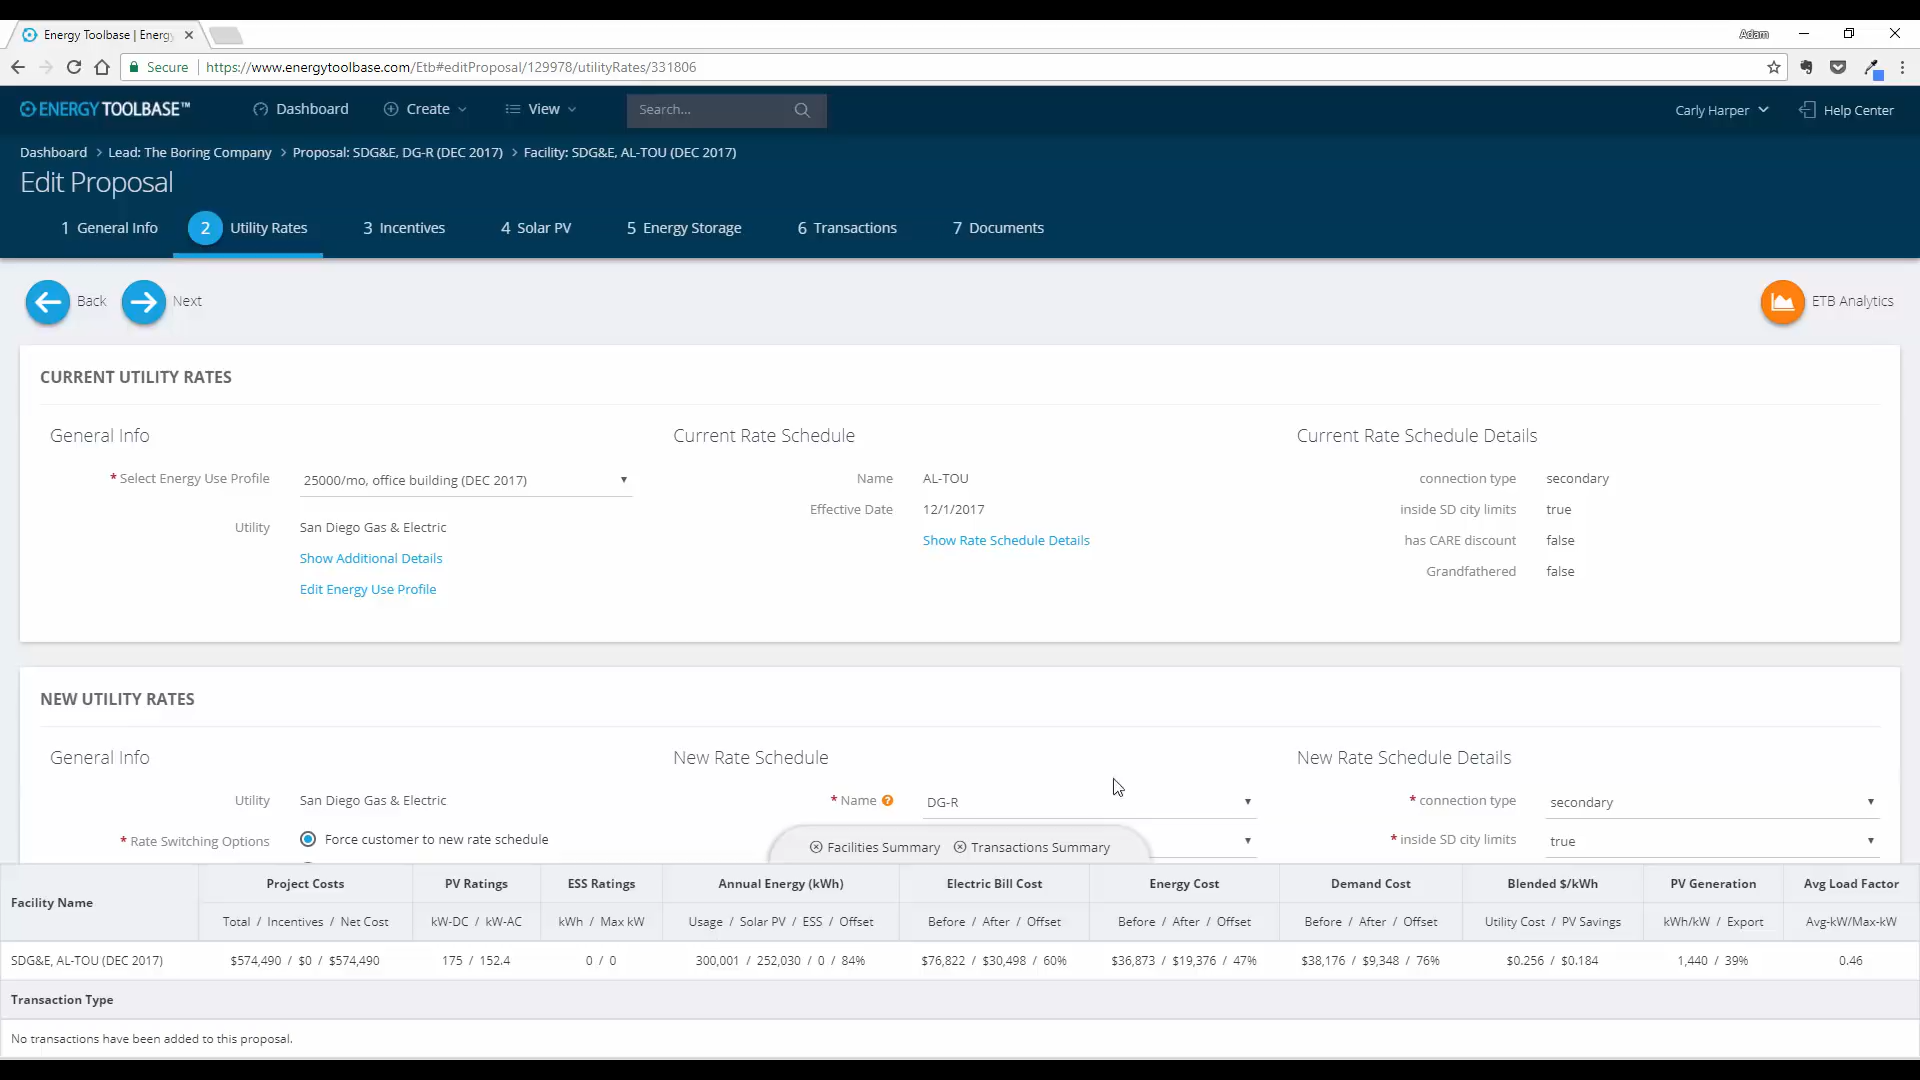 Energy Toolbase | Energy
Adam
Secure https://www.energytoolbase.com/Etb#editProposal/129978/utilityRates/331806
ENERGY TOOLBASE™ Dashboard Create View Search... Carly Harper Help Center
Dashboard > Lead: The Boring Company > Proposal: SDG&E, DG-R (DEC 2017) > Facility: SDG&E, AL-TOU (DEC 2017)
Edit Proposal
1 General Info 2 Utility Rates 3 Incentives 4 Solar PV 5 Energy Storage 6 Transactions 7 Documents
Back Next ETB Analytics
CURRENT UTILITY RATES
General Info Current Rate Schedule Current Rate Schedule Details
* Select Energy Use Profile 25000/mo, office building (DEC 2017) Name AL-TOU connection type secondary
Effective Date 12/1/2017 inside SD city limits true
Utility San Diego Gas & Electric
Show Additional Details Show Rate Schedule Details has CARE discount false
Edit Energy Use Profile Grandfathered false
NEW UTILITY RATES
General Info New Rate Schedule New Rate Schedule Details
Utility San Diego Gas & Electric * Name DG-R * connection type secondary
* Rate Switching Options Force customer to new rate schedule * inside SD city limits true
Facilities Summary Transactions Summary
Facility Name Project Costs PV Ratings ESS Ratings Annual Energy (kWh) Electric Bill Cost Energy Cost Demand Cost Blended $/kWh PV Generation Avg Load Factor
Total / Incentives / Net Cost kW-DC / kW-AC kWh / Max kW Usage / Solar PV / ESS / Offset Before / After / Offset Before / After / Offset Before / After / Offset Utility Cost / PV Savings kWh/kW / Export Avg-kW/Max-kW
SDG&E, AL-TOU (DEC 2017) $574,490 / $0 / $574,490 175 / 152.4 0 / 0 300,001 / 252,030 / 0 / 84% $76,822 / $30,498 / 60% $36,873 / $19,376 / 47% $38,176 / $9,348 / 76% $0.256 / $0.184 1,440 / 39% 0.46
Transaction Type
No transactions have been added to this proposal.